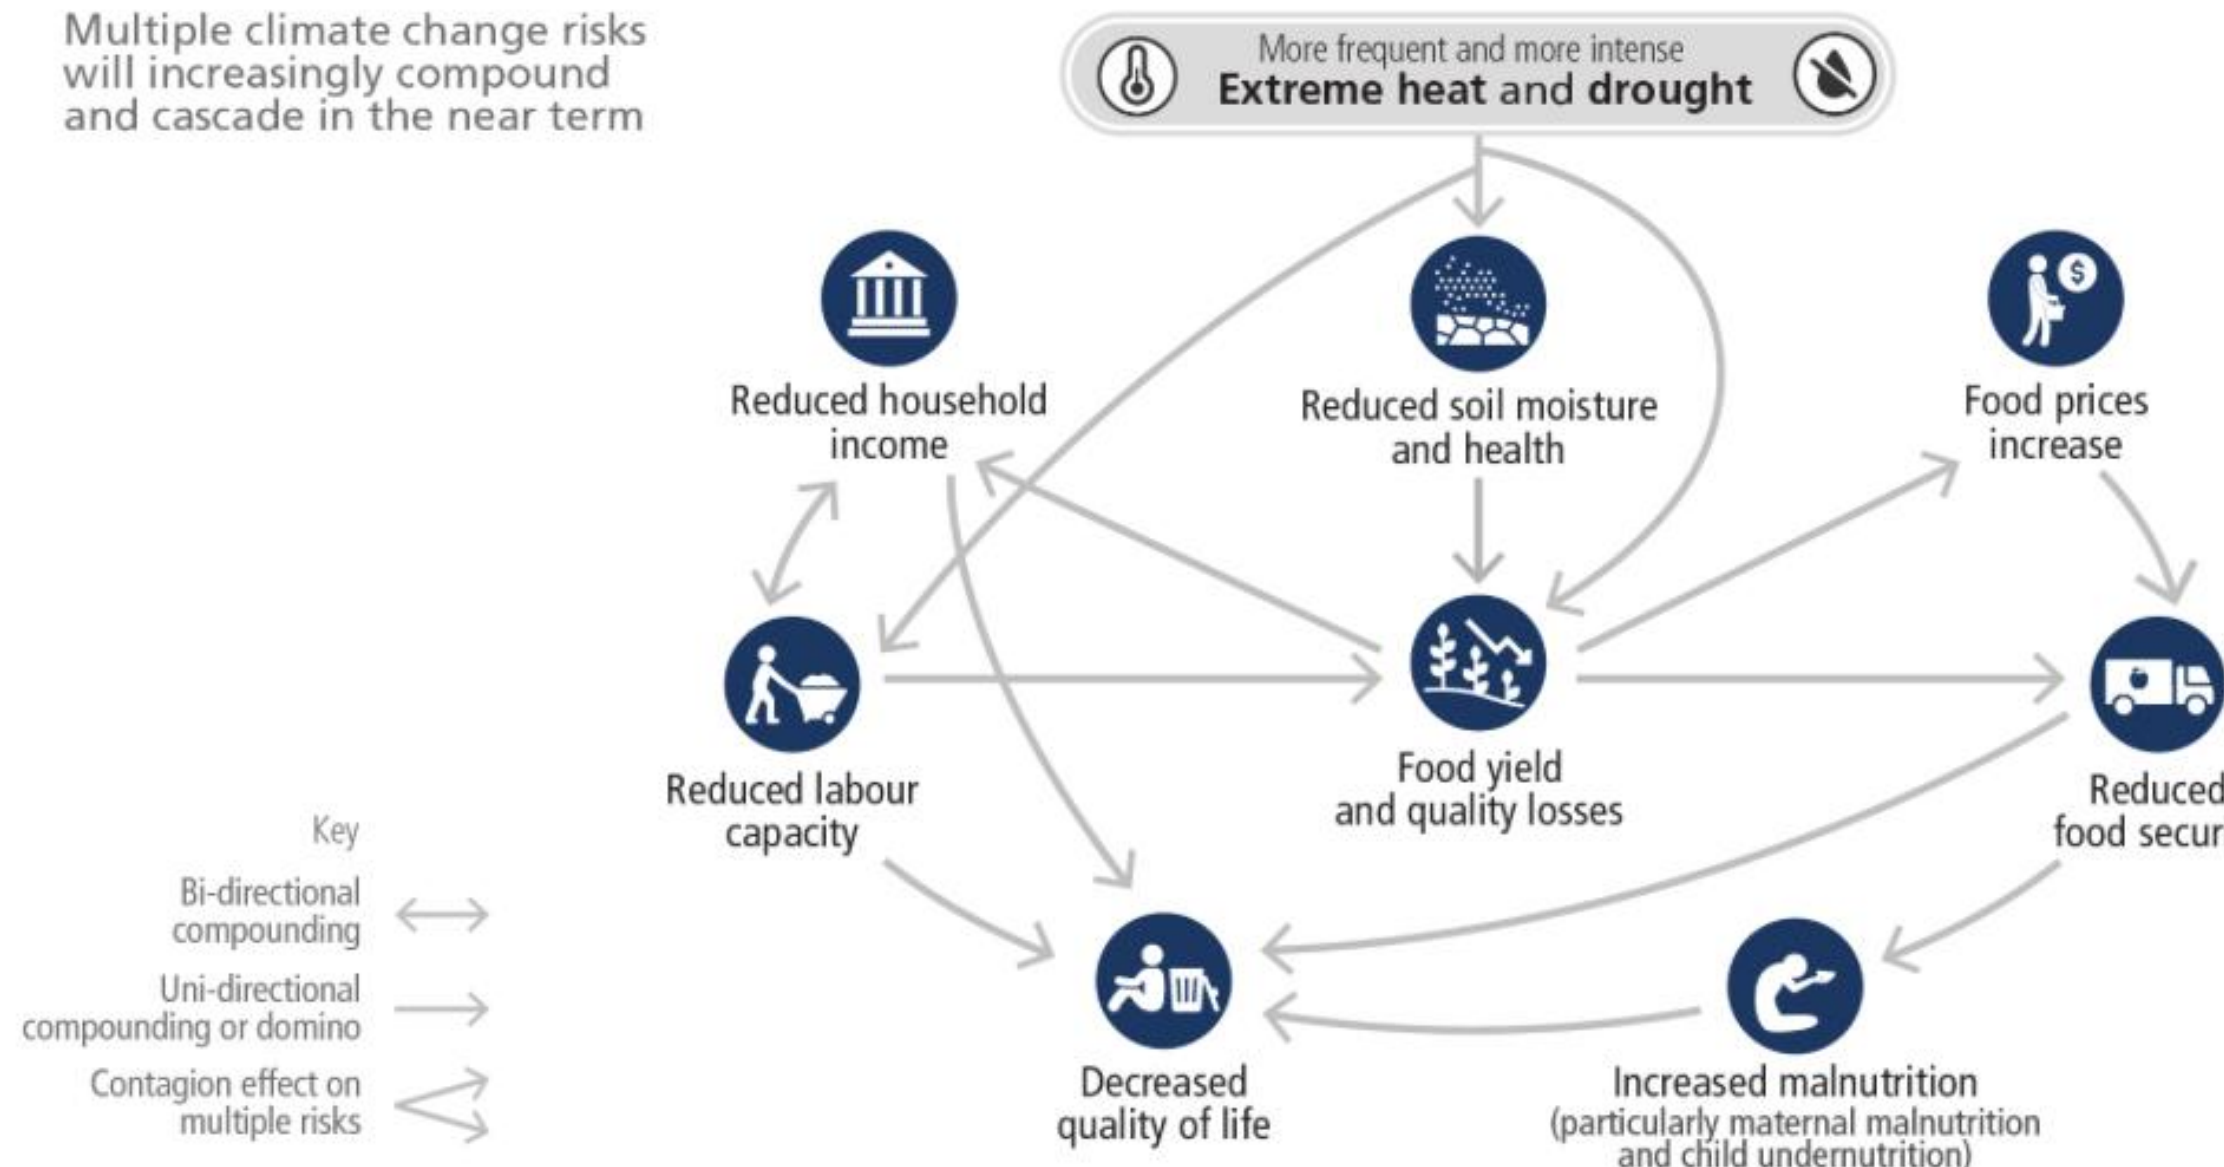 Multiple climate change risks
will increasingly compound
and cascade in the near term
More frequent and more intense
Extreme heat and drought
$
Reduced household
income
Reduced soil moisture
and health
Food prices
increase
Reduced labour
capacity
Food yield
and quality losses
Reduced
food secur
Key
Bi-directional
compounding
Uni-directional
compounding or domino
Contagion effect on
multiple risks
Decreased
quality of life
Increased malnutrition
(particularly maternal malnutrition
and child undernutrition)